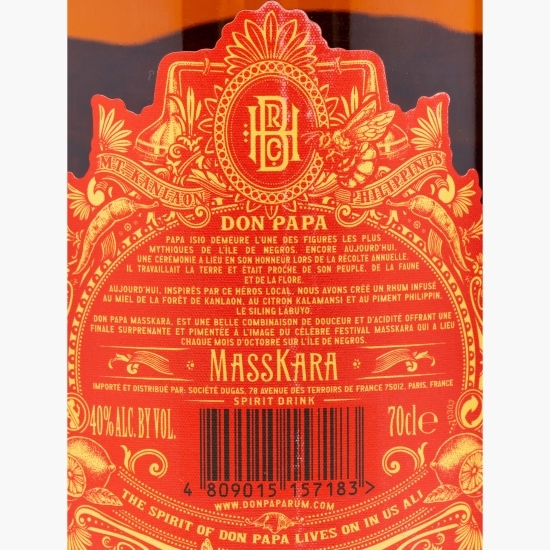 MT. KANLAON
PHILIPPINES
DON PAPA
PAPA ISIO DEMEURE L'UNE DES FIGURES LES PLUS
MYTHIQUES DE L'ÎLE DE NEGROS. ENCORE AUJOURD'HUI,
UNE CÉRÉMONIE A LIEU EN SON HONNEUR LORS DE LA RÉCOLTE ANNUELLE.
IL TRAVAILLAIT LA TERRE ET ÉTAIT PROCHE DE SON PEUPLE, DE LA FAUNE
ET DE LA FLORE.
AUJOURD'HUI, INSPIRÉS PAR CE HÉROS LOCAL, NOUS AVONS CRÉÉ UN RHUM INFUSÉ
AU MIEL DE LA FORÊT DE KANLAON, AU CITRON KALAMANSI ET AU PIMENT PHILIPPIN,
LE SILING LABUYO.
DON PAPA MASSKARA, EST UNE BELLE COMBINAISON DE DOUCEUR ET D'ACIDITÉ OFFRANT UNE
FINALE SURPRENANTE ET PIMENTÉE À L'IMAGE DU CÉLÈBRE FESTIVAL MASSKARA QUI A LIEU
CHAQUE MOIS D'OCTOBRE SUR L'ÎLE DE NEGROS.
MASSKARA
IMPORTÉ ET DISTRIBUÉ PAR: SOCIÉTÉ DUGAS, 78 AVENUE DES TERROIRS DE FRANCE 75012, PARIS, FRANCE
SPIRIT DRINK
40% ALC. BY VOL.
70cl e
4 809015 157183 >
WWW.DONPAPARUM.COM
THE SPIRIT OF DON PAPA LIVES ON IN US ALL